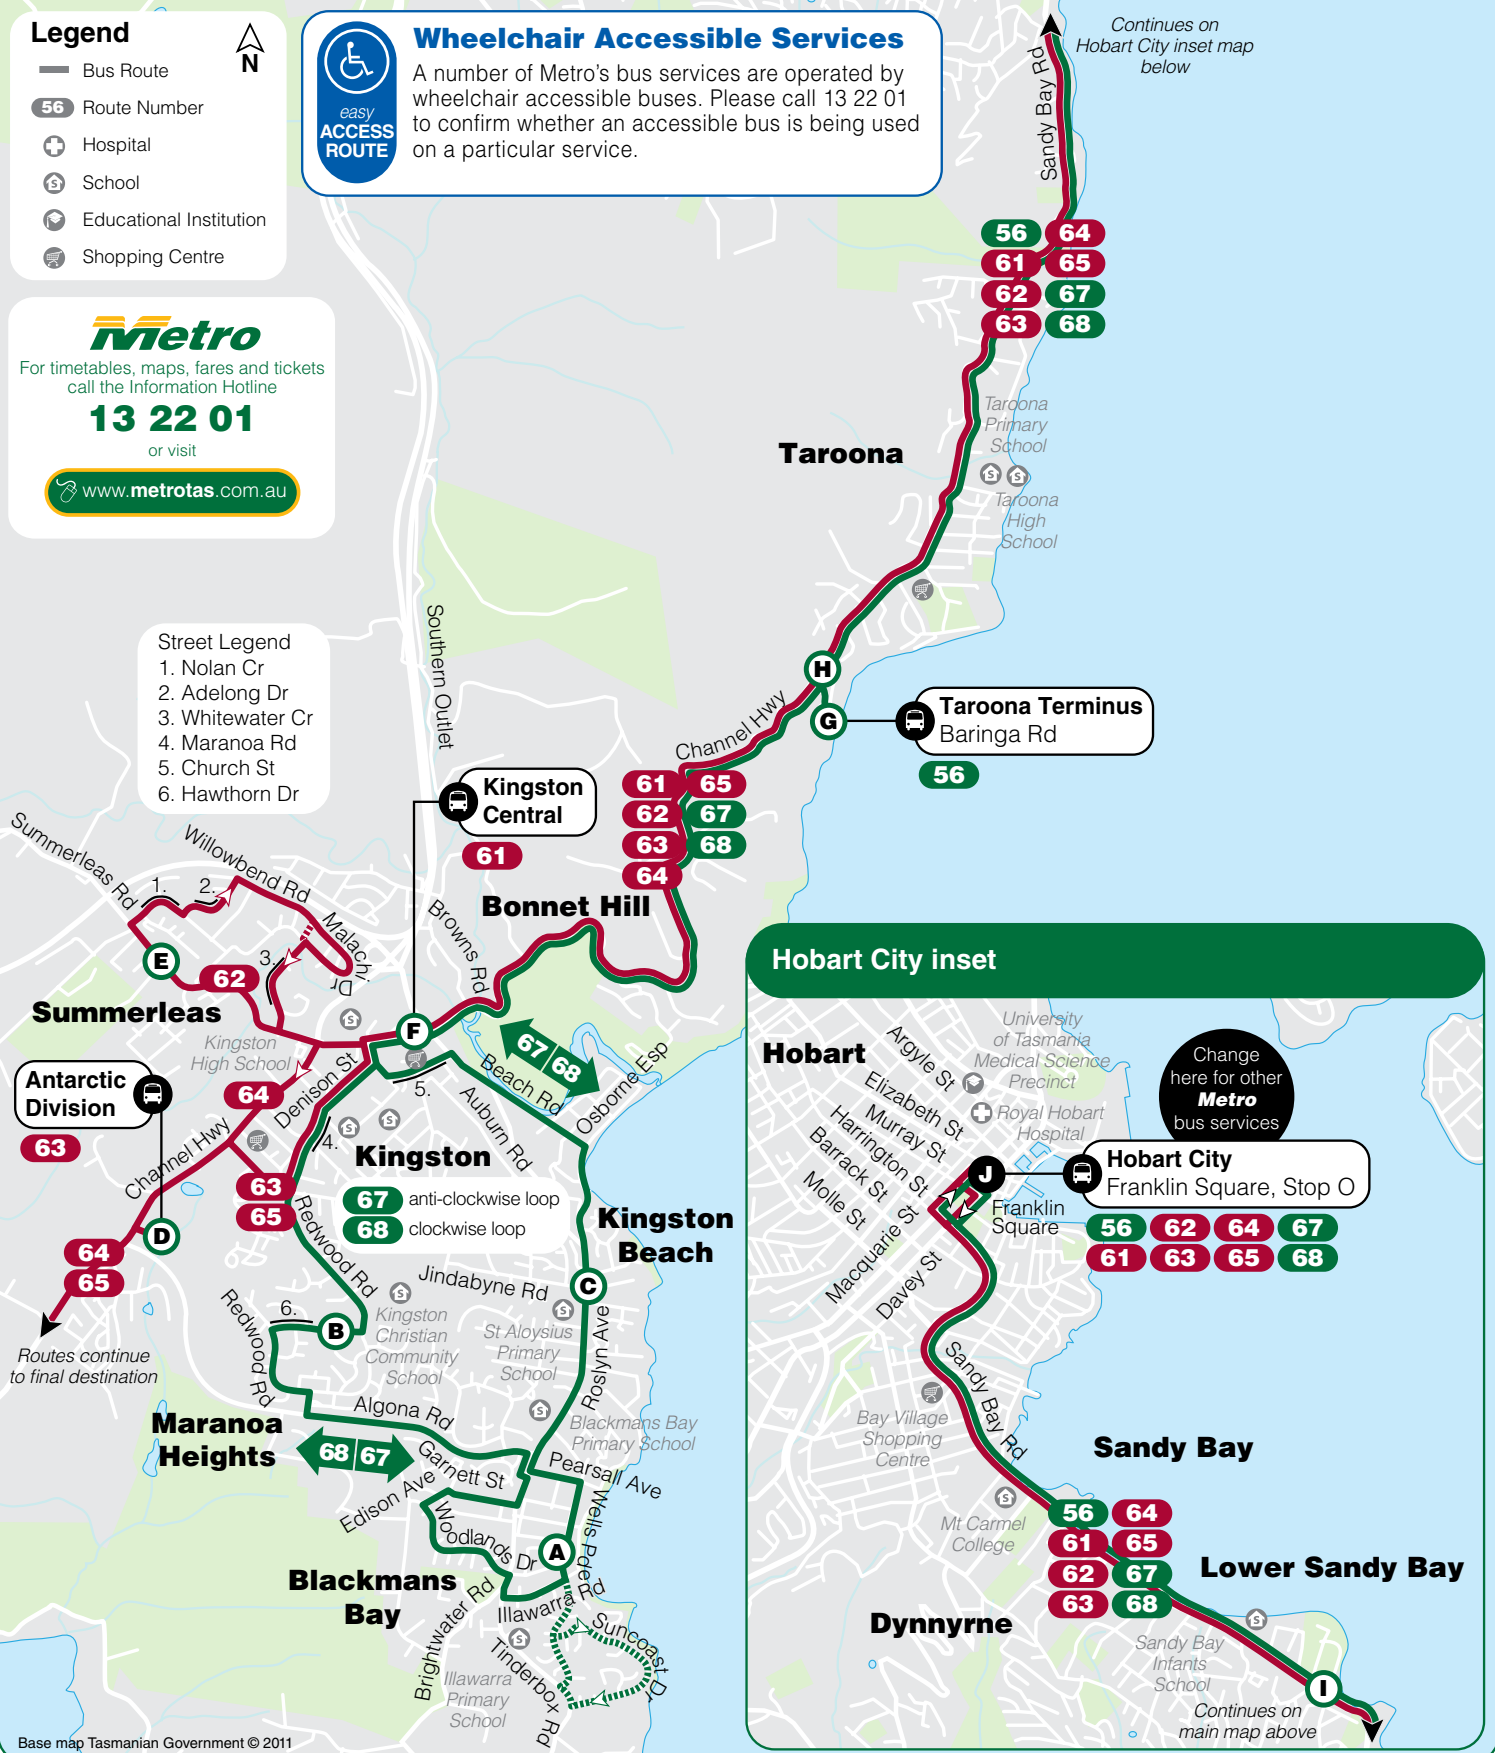 Legend
N
Bus Route
56 Route Number
Hospital
School
Educational Institution
Shopping Centre
easy
ACCESS
ROUTE
Wheelchair Accessible Services
A number of Metro's bus services are operated by
wheelchair accessible buses. Please call 13 22 01
to confirm whether an accessible bus is being used
on a particular service.
Continues on
Hobart City inset map
below
Sandy Bay Rd
56 64
61 65
62 67
63 68
Metro
For timetables, maps, fares and tickets
call the Information Hotline
13 22 01
or visit
www.metrotas.com.au
Taroona
Primary
School
Taroona
Taroona
High
School
Street Legend
1. Nolan Cr
2. Adelong Dr
3. Whitewater Cr
4. Maranoa Rd
5. Church St
6. Hawthorn Dr
Southern Outlet
H
G
Taroona Terminus
Baringa Rd
56
Channel Hwy
61 65
62 67
63 68
64
Kingston
Central
61
Bonnet Hill
Summerleas Rd
Willowbend Rd
1.
2.
3.
Malachi Dr
Browns Rd
E
62
Summerleas
F
Kingston
High School
Antarctic
Division
63
64
Denison St
Channel Hwy
5.
4.
67 68
Beach Rd
Osborne Esp
Auburn Rd
Kingston
67 anti-clockwise loop
68 clockwise loop
63
65
Redwood Rd
D
64
65
Routes continue
to final destination
Kingston
Beach
C
Jindabyne Rd
6.
B
Redwood Rd
Kingston
Christian
Community
School
St Aloysius
Primary
School
Roslyn Ave
Maranoa
Heights
Algona Rd
Blackmans Bay
Primary School
68 67
Garnett St
Pearsall Ave
Edison Ave
Woodlands Dr
Wells Pde
A
Blackmans
Bay
Illawarra Rd
Brightwater Rd
Suncoast Dr
Tinderbox Rd
Illawarra
Primary
School
Base map Tasmanian Government © 2011
Hobart City inset
Hobart
University
of Tasmania
Medical Science
Precinct
Argyle St
Elizabeth St
Murray St
Harrington St
Barrack St
Molle St
Royal Hobart
Hospital
Change
here for other
Metro
bus services
J
Hobart City
Franklin Square, Stop O
56 62 64 67
61 63 65 68
Franklin
Square
Macquarie St
Davey St
Sandy Bay Rd
Bay Village
Shopping
Centre
Sandy Bay
Mt Carmel
College
56 64
61 65
62 67
63 68
Lower Sandy Bay
Dynnyrne
Sandy Bay
Infants
School
I
Continues on
main map above